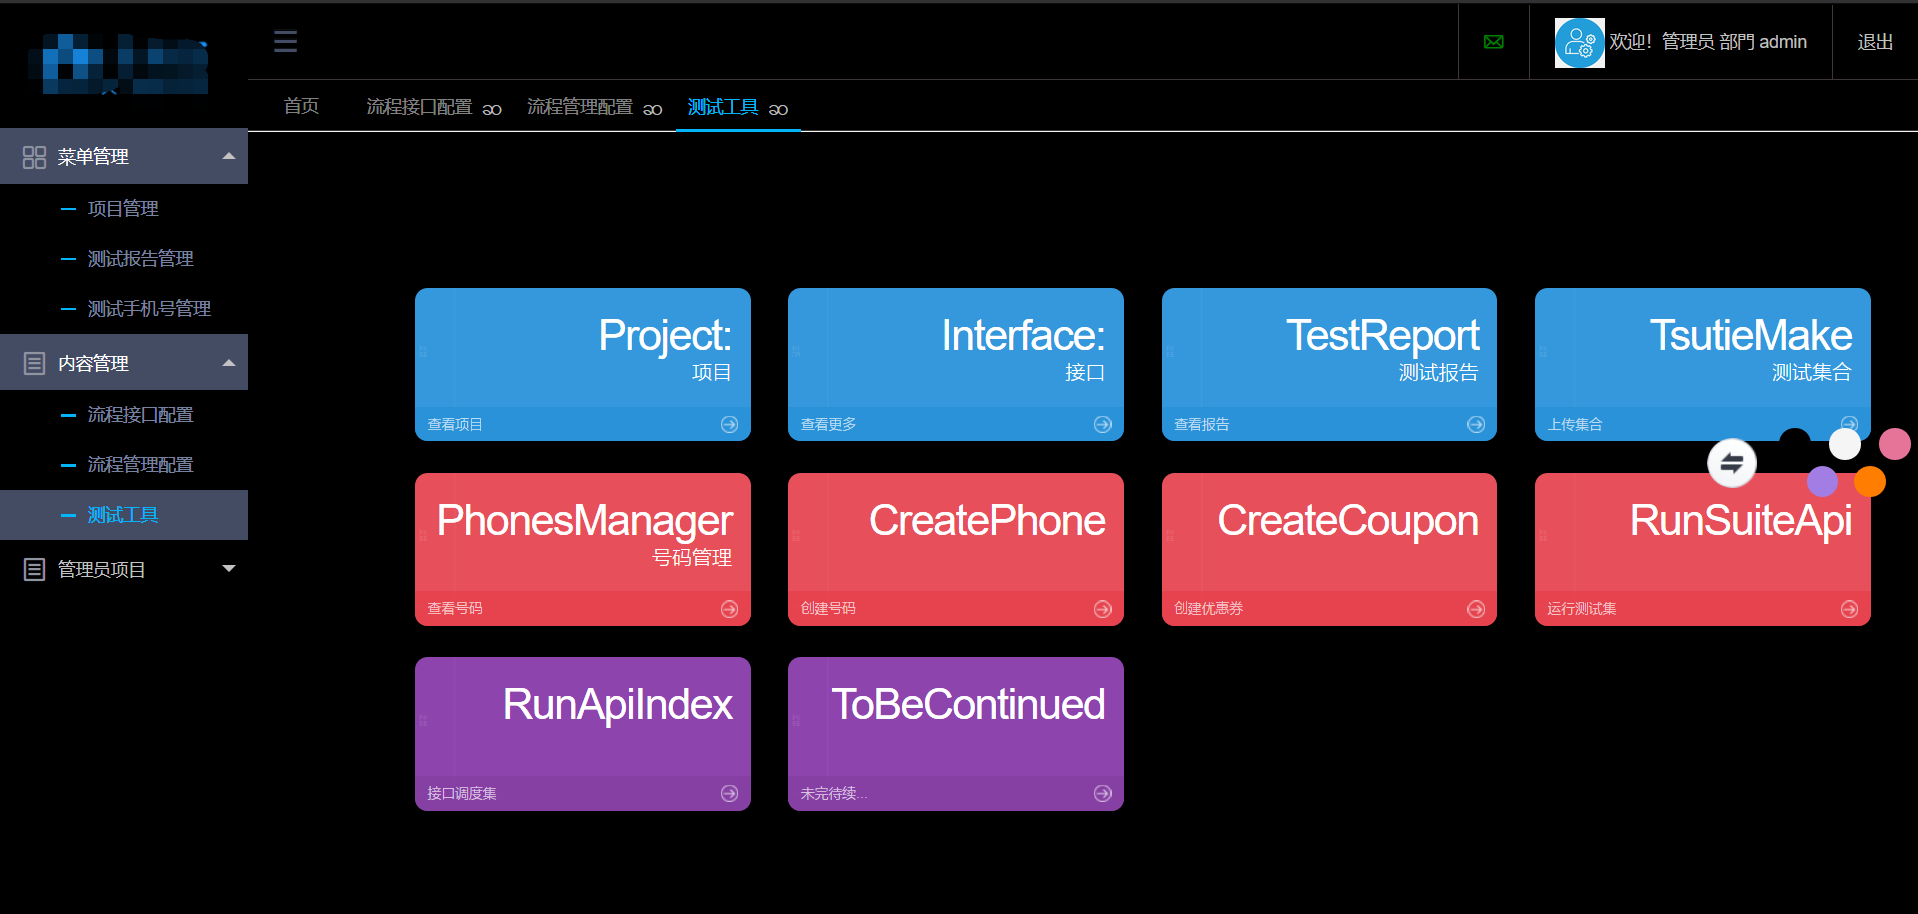 欢迎！管理员 部門 admin
退出
首页
流程接口配置
流程管理配置
测试工具
菜单管理
项目管理
测试报告管理
测试手机号管理
内容管理
流程接口配置
流程管理配置
测试工具
管理员项目
Project:
项目
查看项目
Interface:
接口
查看更多
TestReport
测试报告
查看报告
TsutieMake
测试集合
上传集合
PhonesManager
号码管理
查看号码
CreatePhone
创建号码
CreateCoupon
创建优惠券
RunSuiteApi
运行测试集
RunApiIndex
接口调度集
ToBeContinued
未完待续...